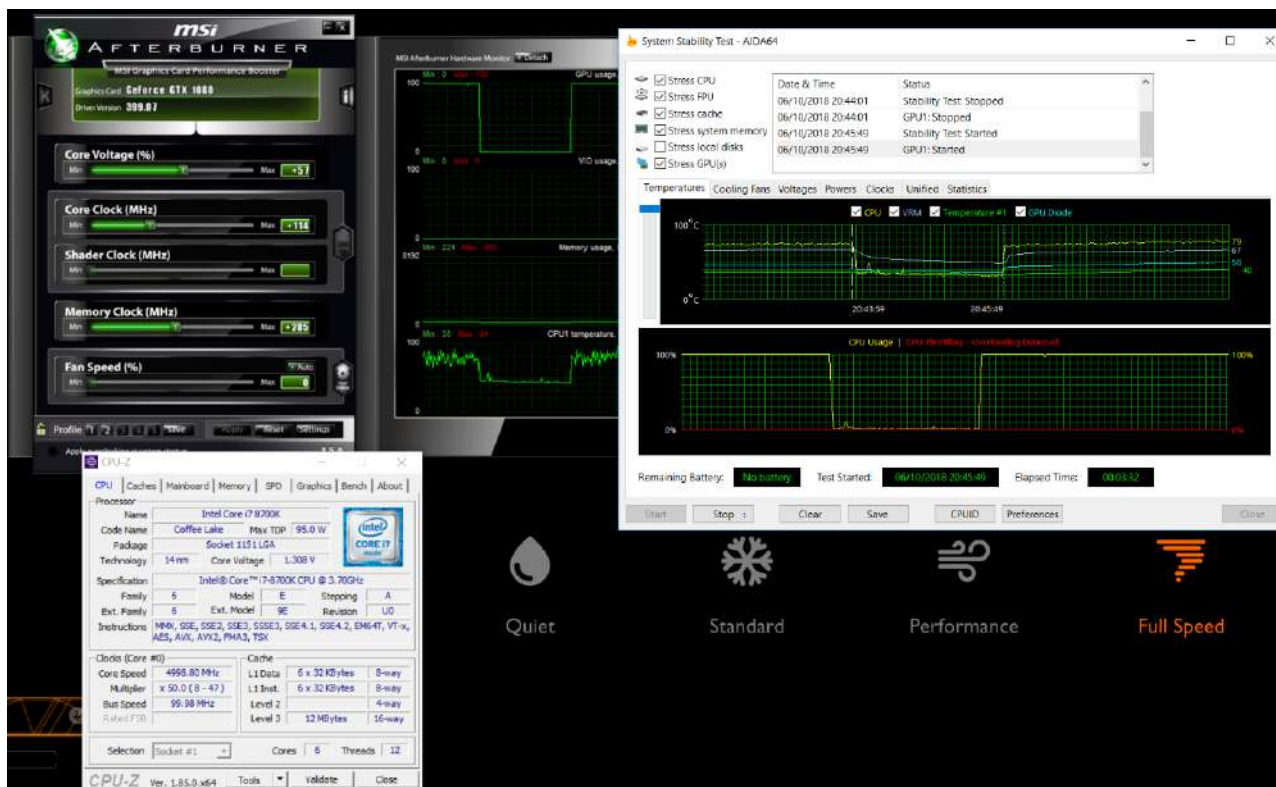 msi
AFTERBURNER
MSI Graphics Card Performance Booster
Graphics Card GeForce GTX 1080
Driver Version 399.07
Core Voltage (%)
Min Max +57
Core Clock (MHz)
Min Max +114
Shader Clock (MHz)
Min Max
Memory Clock (MHz)
Min Max +285
Fan Speed (%)
Auto
Min Max 0
Profile 1 2 3 4 5 Save Apply Reset Settings
MSI Afterburner Hardware Monitor Detach
Min : 0 Max : 100 GPU usage,
100
0
Min : 0 Max : 0 VID usage,
100
0
Min : 224 Memory usage,
8192
0
CPU1 temperature,
100
0
System Stability Test - AIDA64
Stress CPU
Stress FPU
Stress cache
Stress system memory
Stress local disks
Stress GPU(s)
Date & Time Status
06/10/2018 20:44:01 Stability Test: Stopped
06/10/2018 20:44:01 GPU1: Stopped
06/10/2018 20:45:49 Stability Test: Started
06/10/2018 20:45:49 GPU1: Started
Temperatures Cooling Fans Voltages Powers Clocks Unified Statistics
CPU VRM Temperature #1 GPU Diode
100°C
79
67
40
0°C
20:43:59 20:45:49
CPU Usage | CPU Throttling - Overheating Detected
100% 100%
0% 0%
Remaining Battery: No battery Test Started: 06/10/2018 20:45:49 Elapsed Time: 00:03:32
Start Stop Clear Save CPUID Preferences Close
CPU-Z
CPU Caches Mainboard Memory SPD Graphics Bench About
Processor
Name Intel Core i7 8700K
Code Name Coffee Lake Max TDP 95.0 W
Package Socket 1151 LGA
Technology 14 nm Core Voltage 1.308 V
intel
CORE i7
inside
Specification Intel® Core™ i7-8700K CPU @ 3.70GHz
Family 6 Model E Stepping A
Ext. Family 6 Ext. Model 9E Revision U0
Instructions MMX, SSE, SSE2, SSE3, SSSE3, SSE4.1, SSE4.2, EM64T, VT-x,
AES, AVX, AVX2, FMA3, TSX
Clocks (Core #0)
Core Speed 4998.80 MHz
Multiplier x 50.0 ( 8 - 47 )
Bus Speed 99.98 MHz
Rated FSB
Cache
L1 Data 6 x 32 KBytes 8-way
L1 Inst. 6 x 32 KBytes 8-way
Level 2 4-way
Level 3 12 MBytes 16-way
Selection Socket #1 Cores 6 Threads 12
CPU-Z Ver. 1.85.0.x64 Tools Validate Close
Quiet
Standard
Performance
Full Speed